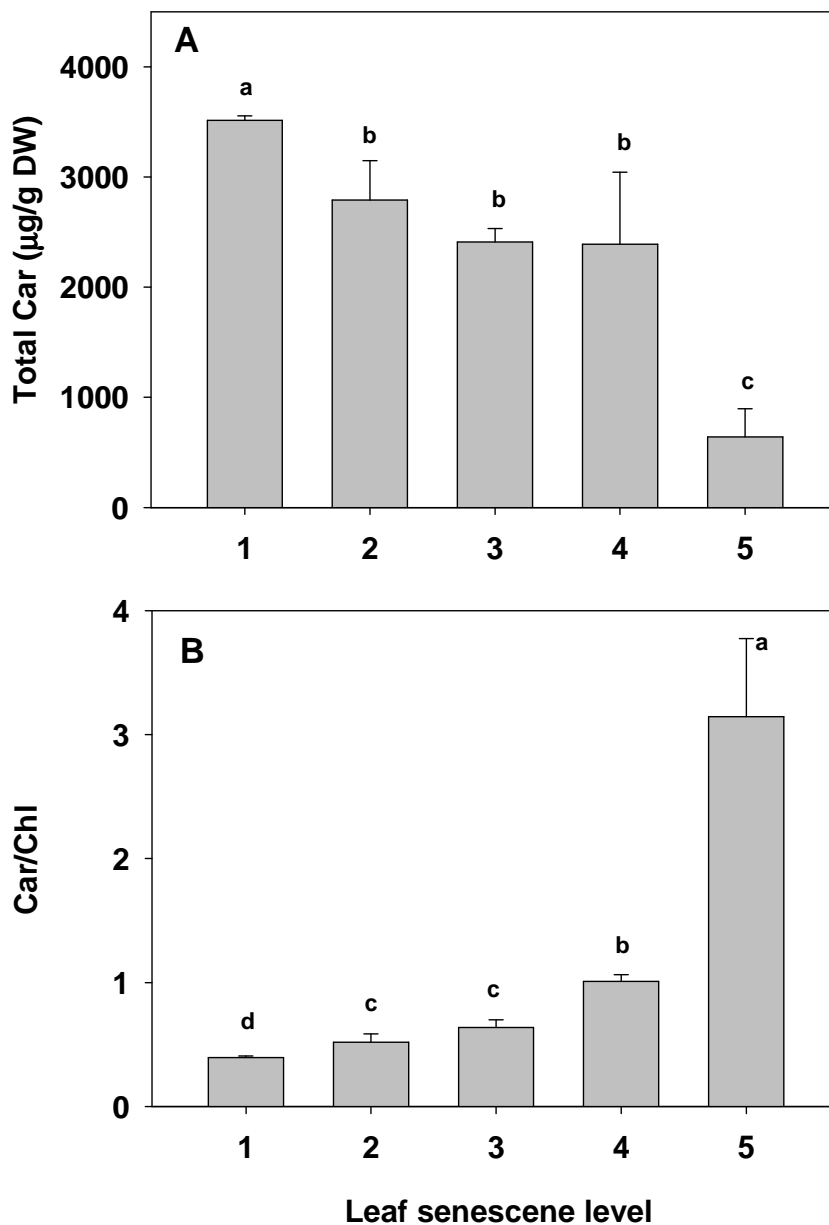 A
Total Car (µg/g DW)
4000
3000
2000
1000
0
a
b
b
b
c
1 2 3 4 5
B
Car/Chl
4
3
2
1
0
d
c
c
b
a
1 2 3 4 5
Leaf senescene level